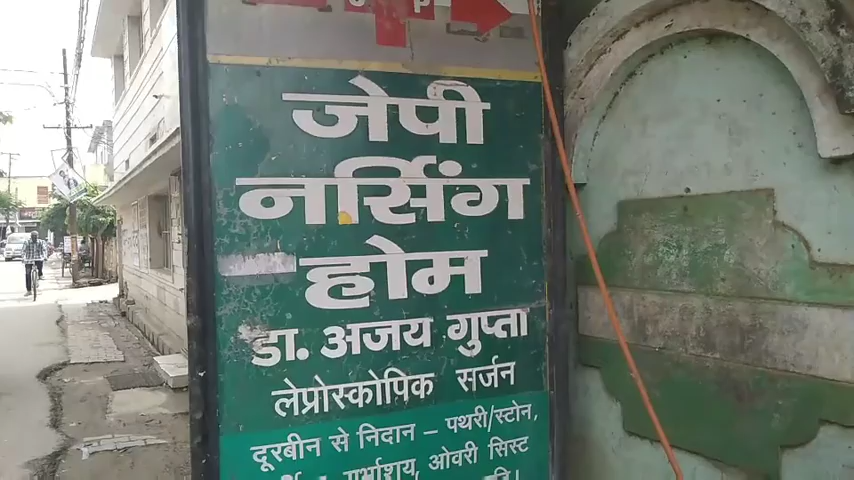 जेपी
नर्सिंग
होम
डा. अजय गुप्ता
लेप्रोस्कोपिक सर्जन
दूरबीन से निदान – पथरी/स्टोन,
गर्भाशय, ओवरी सिस्ट